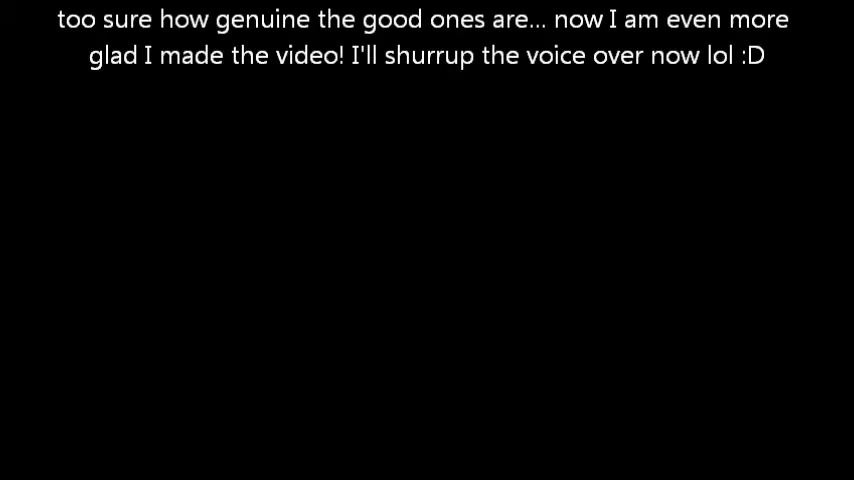 too sure how genuine the good ones are... now I am even more
glad I made the video! I'll shurrup the voice over now lol :D